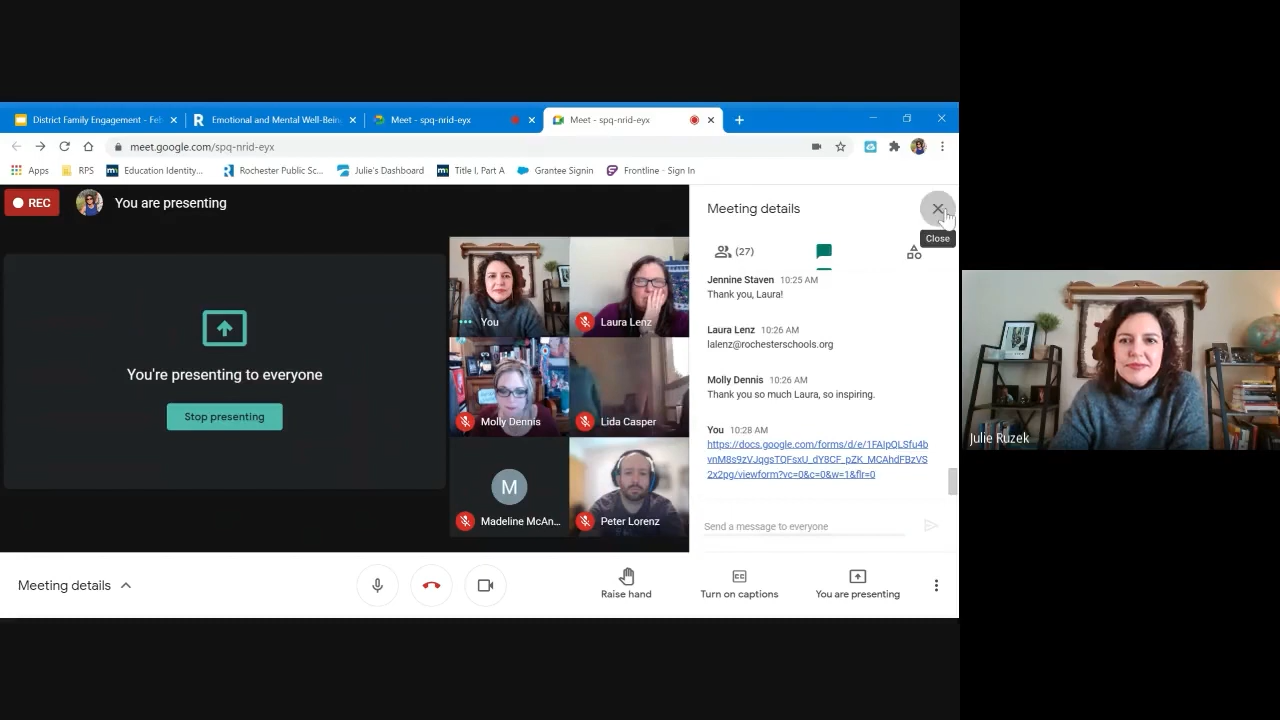 District Family Engagement - Feb
Emotional and Mental Well-Bein
Meet - spq-nrid-eyx
Meet - spq-nrid-eyx
meet.google.com/spq-nrid-eyx
Apps
RPS
Education Identity...
Rochester Public Sc...
Julie's Dashboard
Title I, Part A
Grantee Signin
Frontline - Sign In
REC
You are presenting
You're presenting to everyone
Stop presenting
You
Laura Lenz
Molly Dennis
Lida Casper
M
Madeline McAn...
Peter Lorenz
Meeting details
Close
(27)
Jennine Staven 10:25 AM
Thank you, Laura!
Laura Lenz 10:26 AM
lalenz@rochesterschools.org
Molly Dennis 10:26 AM
Thank you so much Laura, so inspiring.
You 10:28 AM
https://docs.google.com/forms/d/e/1FAIpQLSfu4b
vnM8s9zVJqgsTQFsxU_dY8CF_pZK_MCAhdFBzVS
2x2pg/viewform?vc=0&c=0&w=1&flr=0
Send a message to everyone
Meeting details
Raise hand
Turn on captions
You are presenting
Julie Ruzek